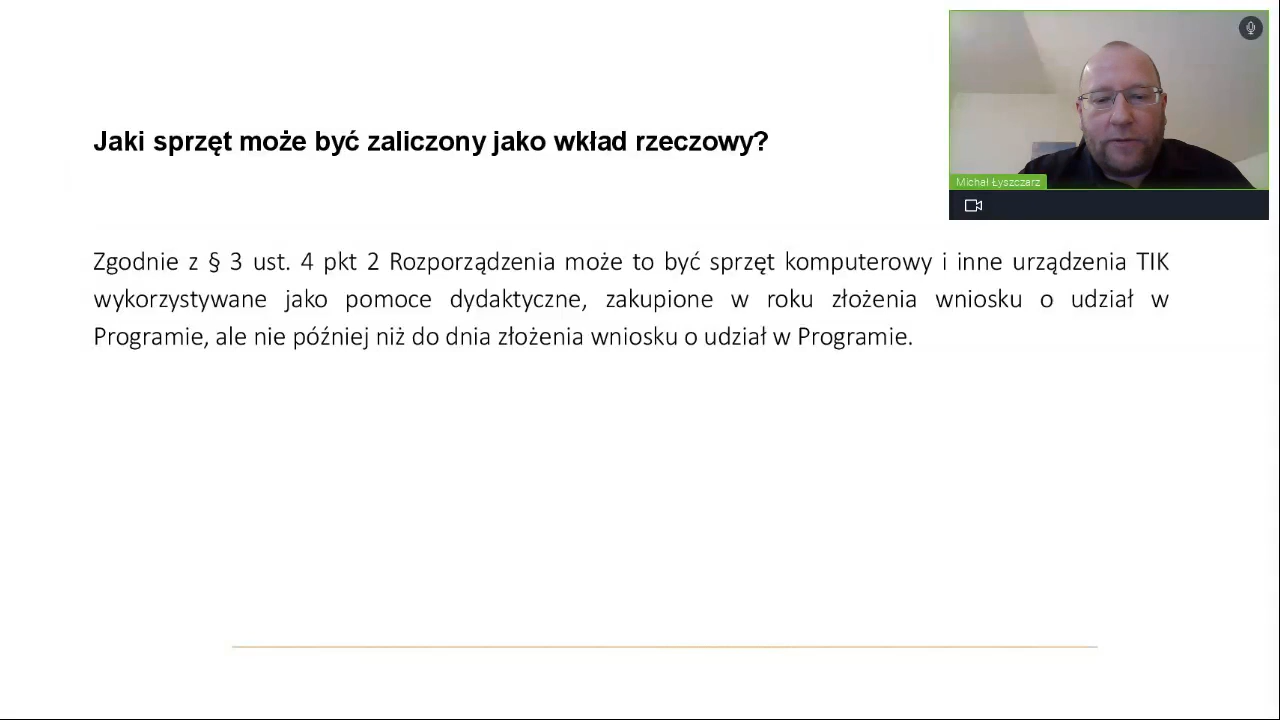 Jaki sprzęt może być zaliczony jako wkład rzeczowy?
Michał Łyszczarz
Zgodnie z § 3 ust. 4 pkt 2 Rozporządzenia może to być sprzęt komputerowy i inne urządzenia TIK
wykorzystywane jako pomoce dydaktyczne, zakupione w roku złożenia wniosku o udział w
Programie, ale nie później niż do dnia złożenia wniosku o udział w Programie.